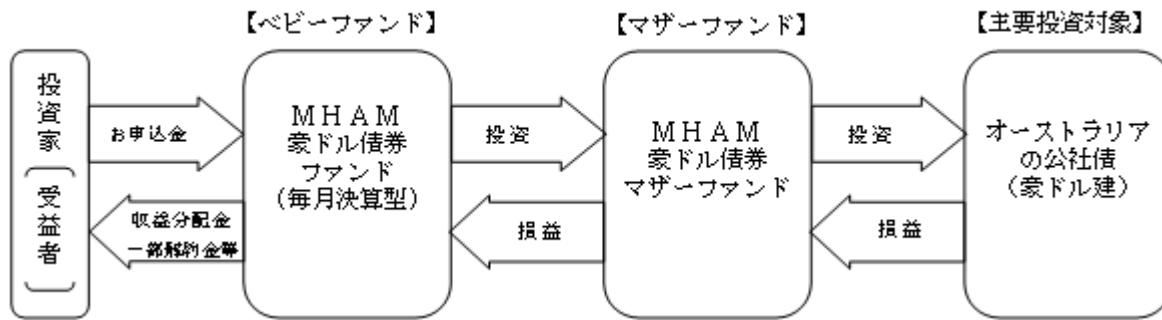 【ベビーファンド】
【マザーファンド】
【主要投資対象】
投資家
受益者
お申込金
収益分配金
一部解約金等
ＭＨＡＭ
豪ドル債券
ファンド
（毎月決算型）
投資
損益
ＭＨＡＭ
豪ドル債券
マザーファンド
投資
損益
オーストラリア
の公社債
（豪ドル建）